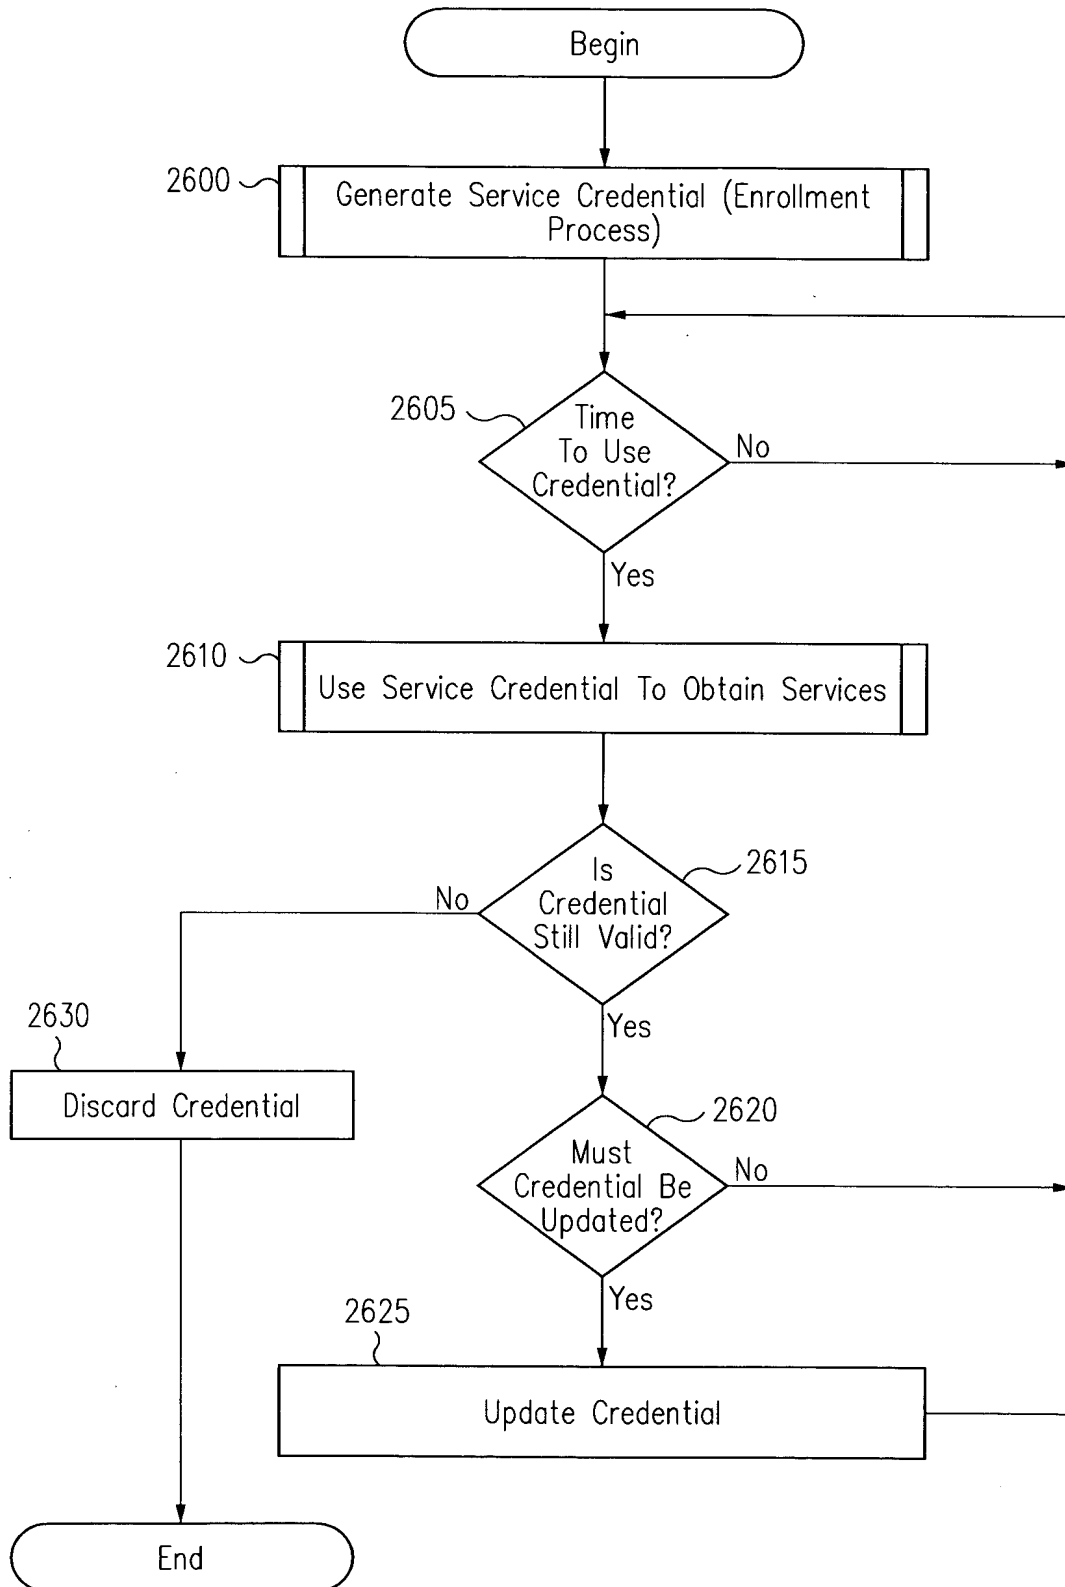 Begin
2600
Generate Service Credential (Enrollment
Process)
2605
Time
To Use
Credential?
No
Yes
2610
Use Service Credential To Obtain Services
Is
Credential
Still Valid?
2615
No
Yes
2630
Discard Credential
2620
Must
Credential Be
Updated?
No
Yes
2625
Update Credential
End